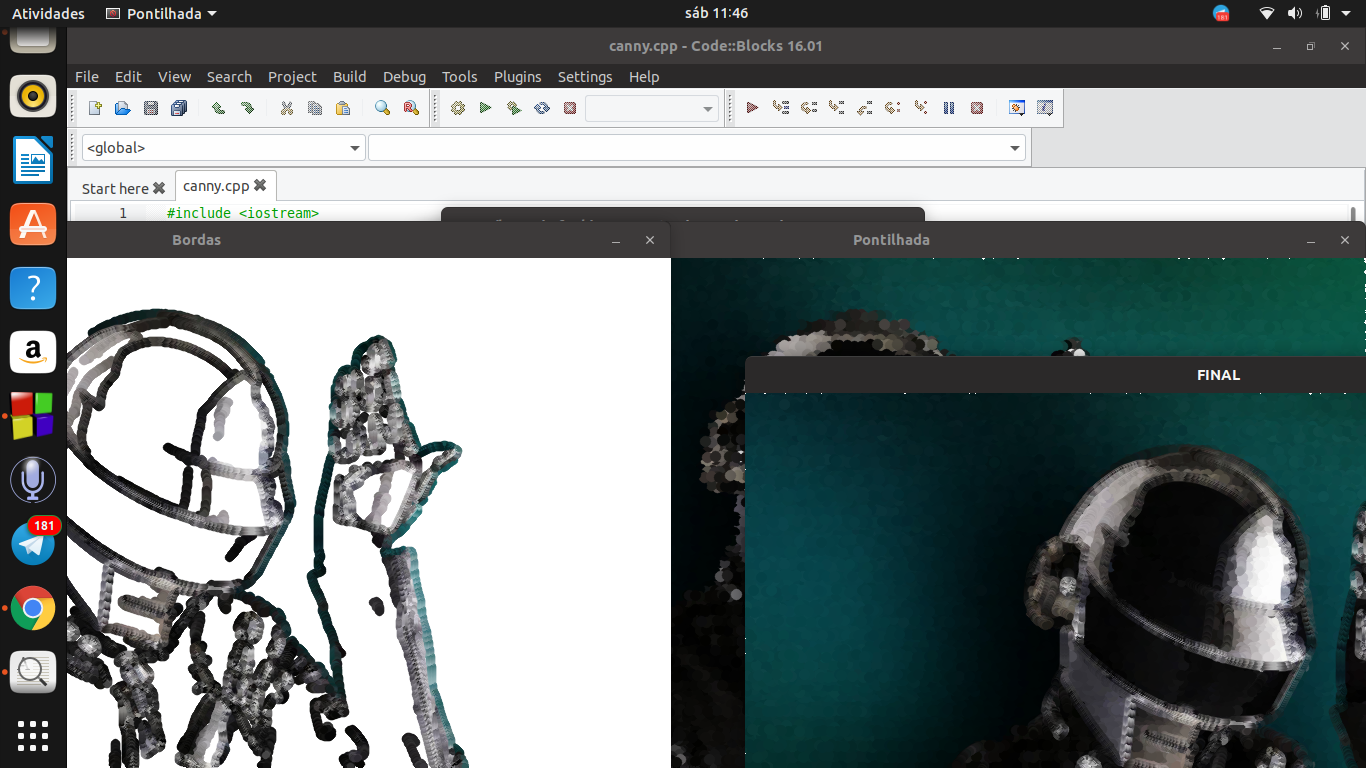 Atividades Pontilhada sáb 11:46 181
canny.cpp - Code::Blocks 16.01
File Edit View Search Project Build Debug Tools Plugins Settings Help
<global>
Start here canny.cpp
1 #include <iostream>
Bordas Pontilhada
FINAL
?
a
181